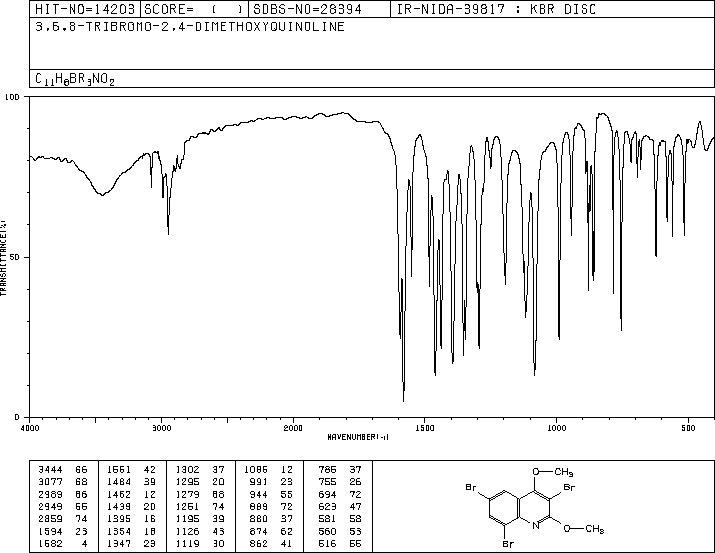 HIT-NO=14203 SCORE= ( ) SDBS-NO=28394 IR-NIDA-39817 : KBR DISC
3,6,8-TRIBROMO-2,4-DIMETHOXYQUINOLINE
C11H8BR3NO2
100
50
0
TRANSMITTANCE(%)
4000 3000 2000 1500 1000 500
WAVENUMBER(-1)
3444 66 1561 42 1302 37 1086 12 786 37
3077 68 1484 39 1295 20 991 23 755 26
2989 66 1462 12 1279 68 944 55 694 72
2949 55 1439 20 1251 74 889 72 623 47
2859 74 1395 16 1195 39 880 37 581 58
1594 23 1354 18 1126 43 874 62 560 53
1582 4 1347 23 1119 30 862 41 516 55
O CH3
Br Br
N O CH3
Br